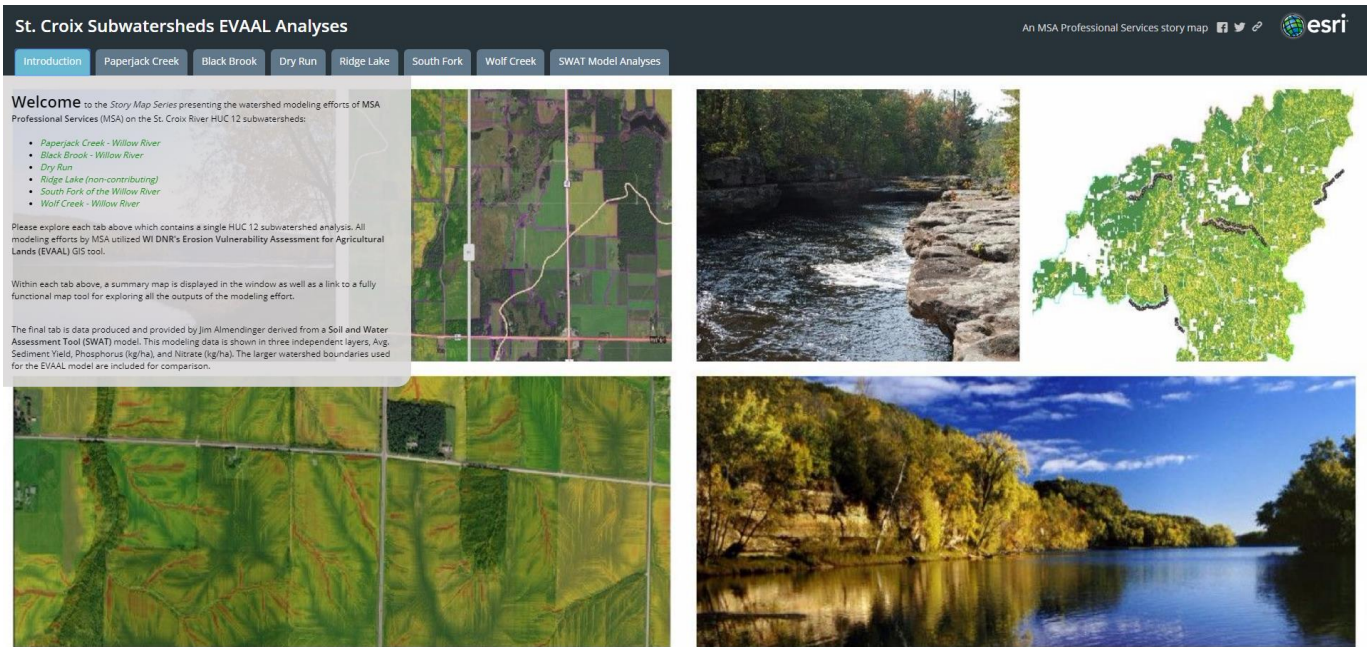 St. Croix Subwatersheds EVAAL Analyses
An MSA Professional Services story map
esri
Introduction
Paperjack Creek
Black Brook
Dry Run
Ridge Lake
South Fork
Wolf Creek
SWAT Model Analyses
Welcome to the Story Map Series presenting the watershed modeling efforts of MSA
Professional Services (MSA) on the St. Croix River HUC 12 subwatersheds:
Paperjack Creek - Willow River
Black Brook - Willow River
Dry Run
Ridge Lake (non-contributing)
South Fork of the Willow River
Wolf Creek - Willow River
Please explore each tab above which contains a single HUC 12 subwatershed analysis. All
modeling efforts by MSA utilized WI DNR's Erosion Vulnerability Assessment for Agricultural
Lands (EVAAL) GIS tool.
Within each tab above, a summary map is displayed in the window as well as a link to a fully
functional map tool for exploring all the outputs of the modeling effort.
The final tab is data produced and provided by Jim Almendinger derived from a Soil and Water
Assessment Tool (SWAT) model. This modeling data is shown in three independent layers, Avg.
Sediment Yield, Phosphorus (kg/ha), and Nitrate (kg/ha). The larger watershed boundaries used
for the EVAAL model are included for comparison.